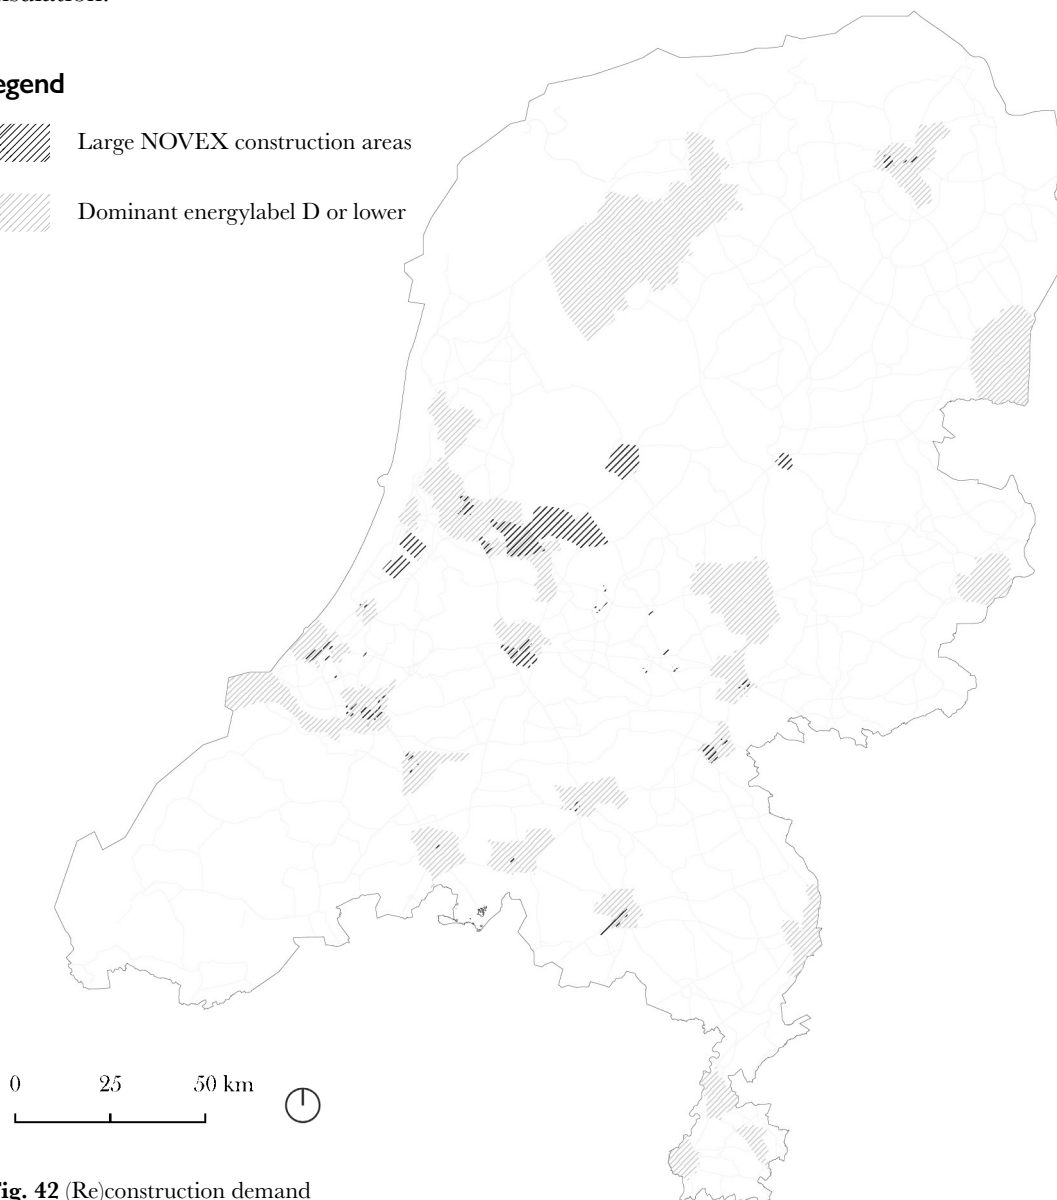 egend
Large NOVEX construction areas
Dominant energylabel D or lower
0 25 50 km
ig. 42 (Re)construction demand